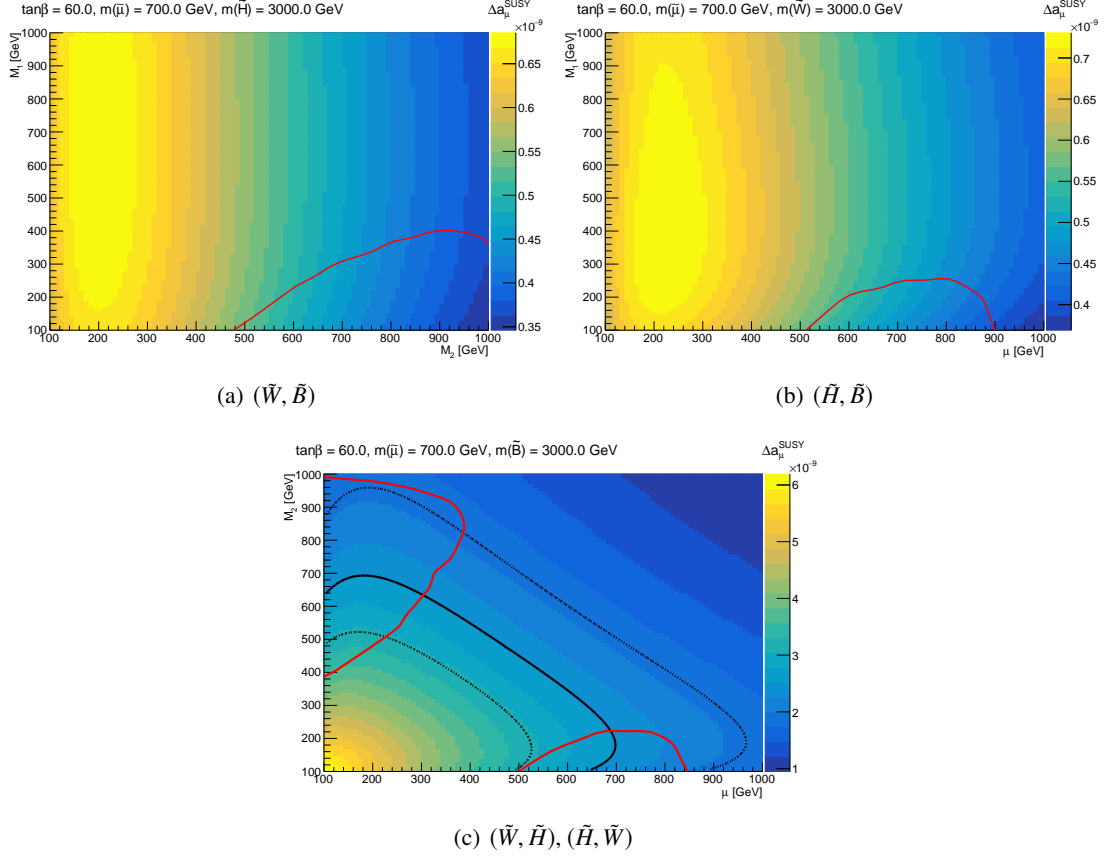 tanβ = 60.0, m(μ̃) = 700.0 GeV, m(H̃) = 3000.0 GeV
Δa_μ^SUSY
×10⁻⁹
M₁ [GeV]
1000
900
800
700
600
500
400
300
200
100
100 200 300 400 500 600 700 800 900 1000
M₂ [GeV]
0.65
0.6
0.55
0.5
0.45
0.4
0.35
(a) (W̃, B̃)
tanβ = 60.0, m(μ̃) = 700.0 GeV, m(W̃) = 3000.0 GeV
Δa_μ^SUSY
×10⁻⁹
M₁ [GeV]
1000
900
800
700
600
500
400
300
200
100
100 200 300 400 500 600 700 800 900 1000
μ [GeV]
0.7
0.65
0.6
0.55
0.5
0.45
0.4
(b) (H̃, B̃)
tanβ = 60.0, m(μ̃) = 700.0 GeV, m(B̃) = 3000.0 GeV
Δa_μ^SUSY
×10⁻⁹
M₂ [GeV]
1000
900
800
700
600
500
400
300
200
100
100 200 300 400 500 600 700 800 900 1000
μ [GeV]
6
5
4
3
2
1
(c) (W̃, H̃), (H̃, W̃)